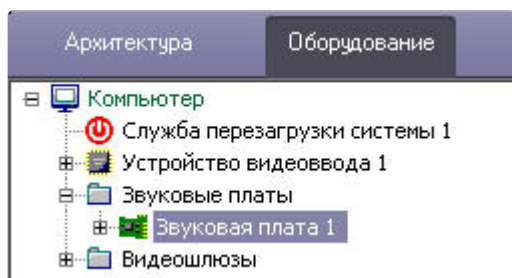 Архитектура Оборудование
Компьютер
Служба перезагрузки системы 1
Устройство видеоввода 1
Звуковые платы
Звуковая плата 1
Видеошлюзы